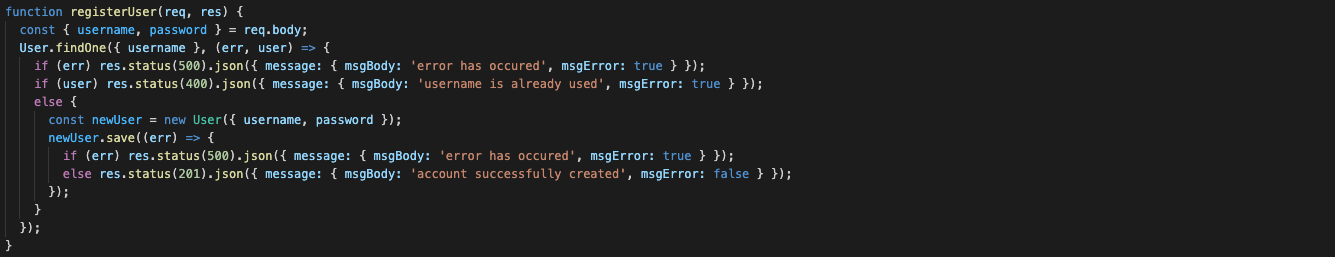 function registerUser(req, res) {
  const { username, password } = req.body;
  User.findOne({ username }, (err, user) => {
    if (err) res.status(500).json({ message: { msgBody: 'error has occured', msgError: true } });
    if (user) res.status(400).json({ message: { msgBody: 'username is already used', msgError: true } });
    else {
      const newUser = new User({ username, password });
      newUser.save((err) => {
        if (err) res.status(500).json({ message: { msgBody: 'error has occured', msgError: true } });
        else res.status(201).json({ message: { msgBody: 'account successfully created', msgError: false } });
      });
    }
  });
}